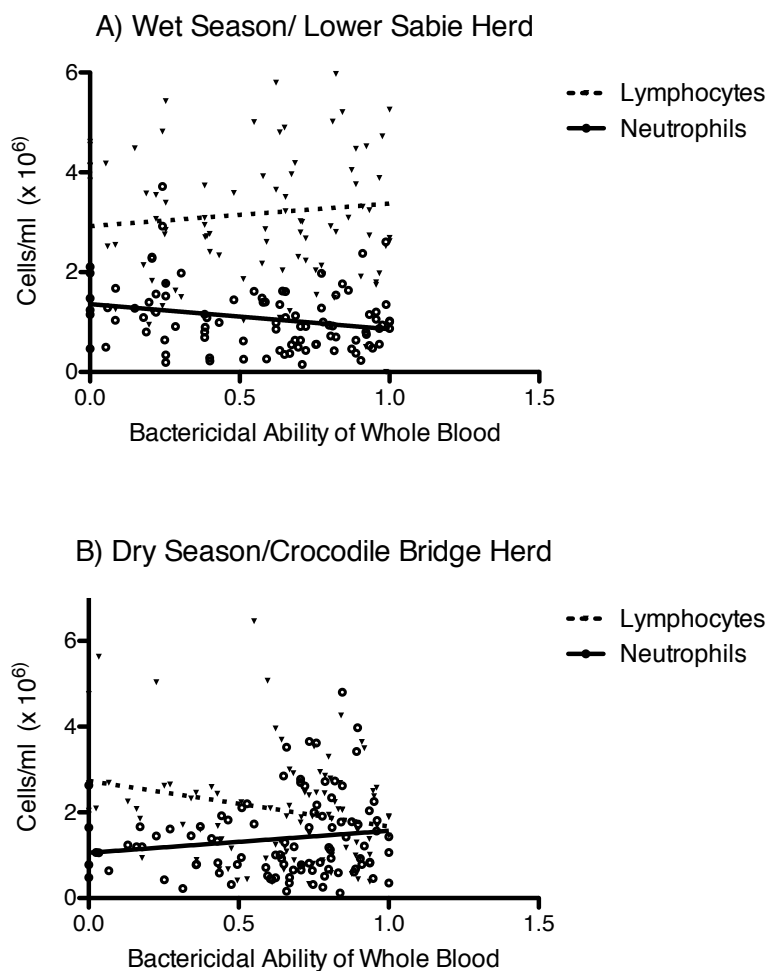 A) Wet Season/ Lower Sabie Herd
6
4
2
0
Cells/ml (x 10⁶)
0.0 0.5 1.0 1.5
Bactericidal Ability of Whole Blood
Lymphocytes
Neutrophils
B) Dry Season/Crocodile Bridge Herd
6
4
2
0
Cells/ml (x 10⁶)
0.0 0.5 1.0 1.5
Bactericidal Ability of Whole Blood
Lymphocytes
Neutrophils